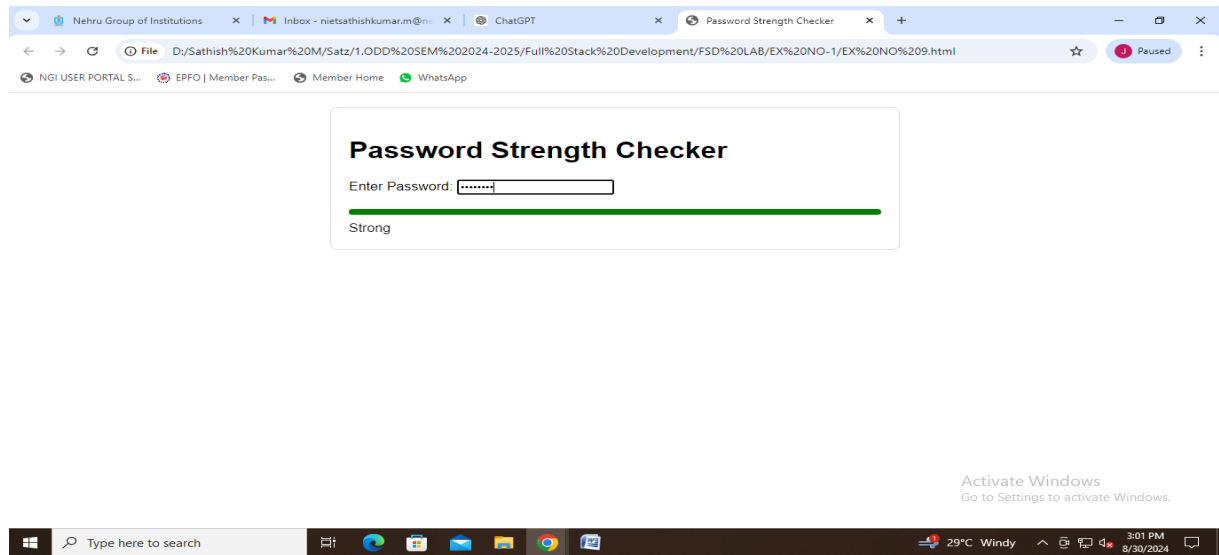 Nehru Group of Institutions
Inbox - nietsathishkumar.m@ne
ChatGPT
Password Strength Checker
File D:/Sathish%20Kumar%20M/Satz/1.ODD%20SEM%202024-2025/Full%20Stack%20Development/FSD%20LAB/EX%20NO-1/EX%20NO%209.html
J Paused
NGI USER PORTAL S... EPFO | Member Pas... Member Home WhatsApp
Password Strength Checker
Enter Password: ········
Strong
Activate Windows
Go to Settings to activate Windows.
Type here to search
29°C Windy
3:01 PM
8/30/2024